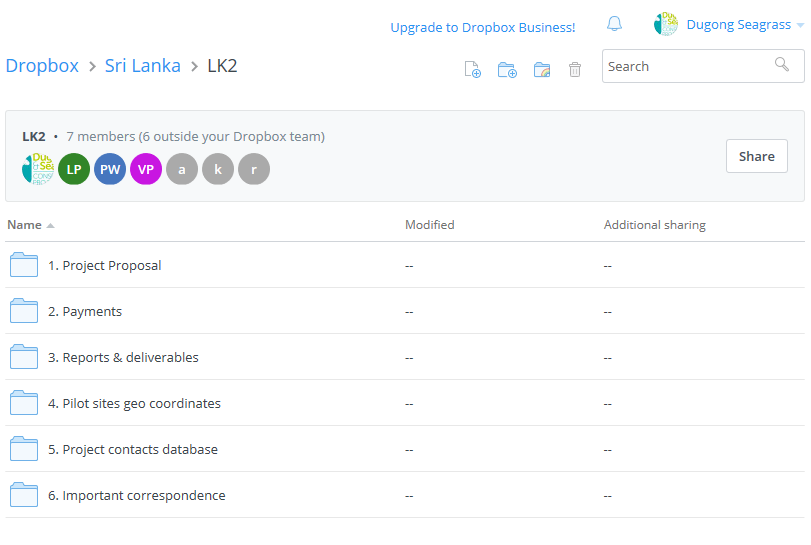 Upgrade to Dropbox Business!
Dugong Seagrass
Dropbox > Sri Lanka > LK2
Search
LK2 • 7 members (6 outside your Dropbox team)
LP PW VP a k r
Share
Name Modified Additional sharing
1. Project Proposal -- --
2. Payments -- --
3. Reports & deliverables -- --
4. Pilot sites geo coordinates -- --
5. Project contacts database -- --
6. Important correspondence -- --